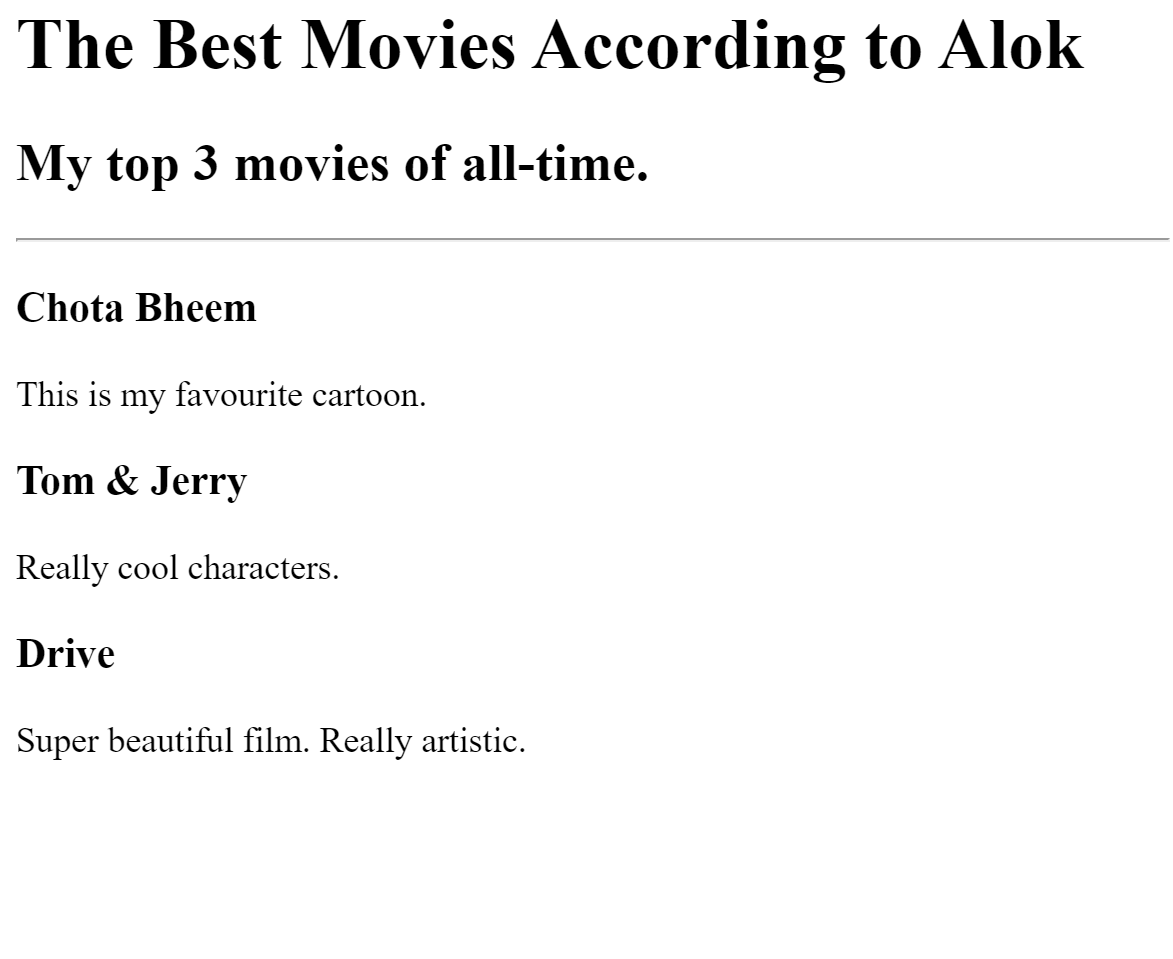 The Best Movies According to Alok
My top 3 movies of all-time.
Chota Bheem
This is my favourite cartoon.
Tom & Jerry
Really cool characters.
Drive
Super beautiful film. Really artistic.